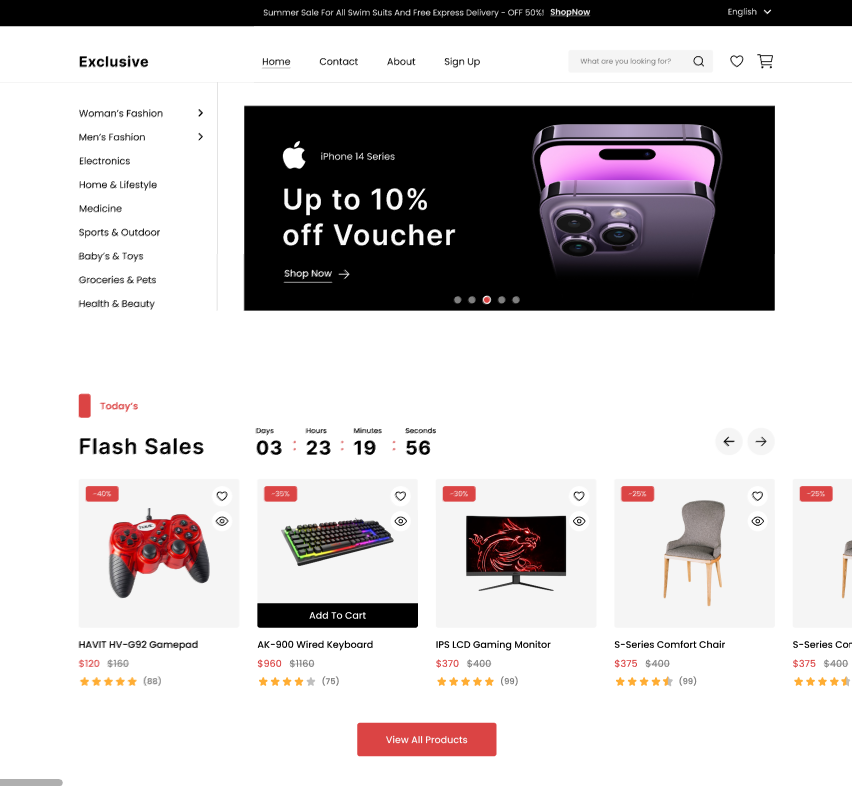 Summer Sale For All Swim Suits And Free Express Delivery - OFF 50%! ShopNow
English
Exclusive
Home Contact About Sign Up
What are you looking for?
Woman's Fashion
Men's Fashion
Electronics
Home & Lifestyle
Medicine
Sports & Outdoor
Baby's & Toys
Groceries & Pets
Health & Beauty
iPhone 14 Series
Up to 10%
off Voucher
Shop Now
Today's
Flash Sales
Days Hours Minutes Seconds
03 : 23 : 19 : 56
-40%
-35%
-30%
-25%
-25%
Add To Cart
HAVIT HV-G92 Gamepad
$120 $160
(88)
AK-900 Wired Keyboard
$960 $1160
(75)
IPS LCD Gaming Monitor
$370 $400
(99)
S-Series Comfort Chair
$375 $400
(99)
S-Series Cor
$375 $400
View All Products